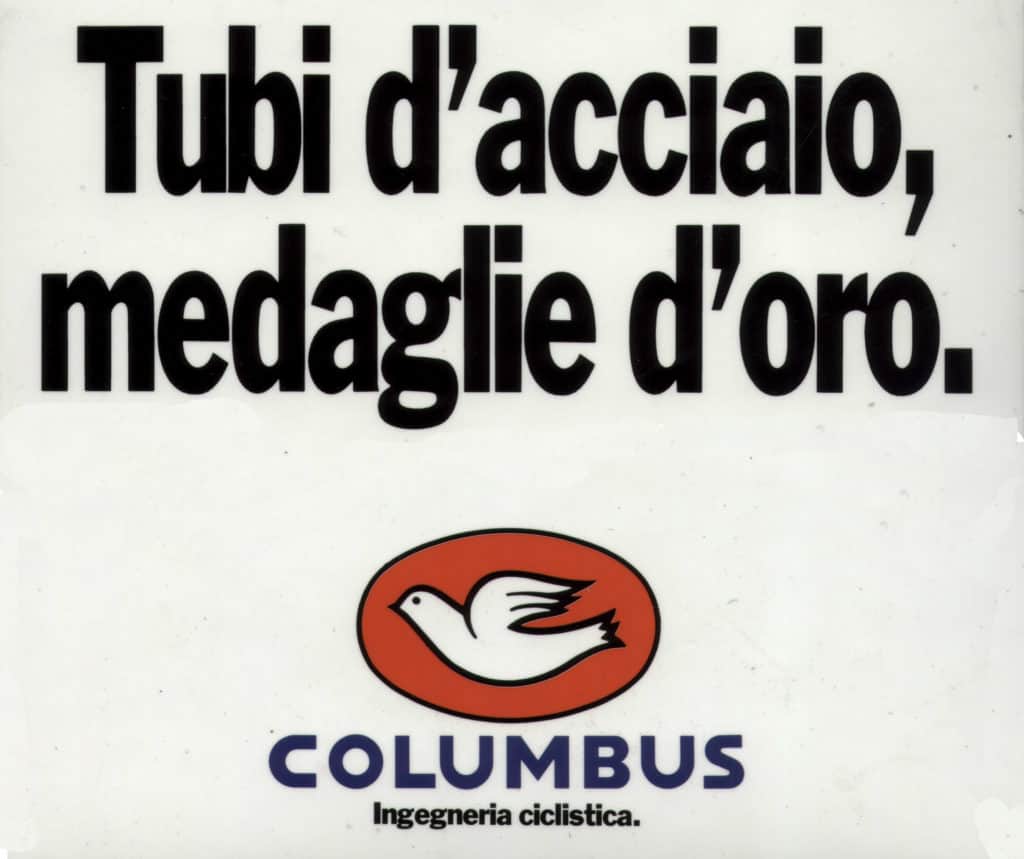 Tubi d'acciaio,
medaglie d'oro.
COLUMBUS
Ingegneria ciclistica.